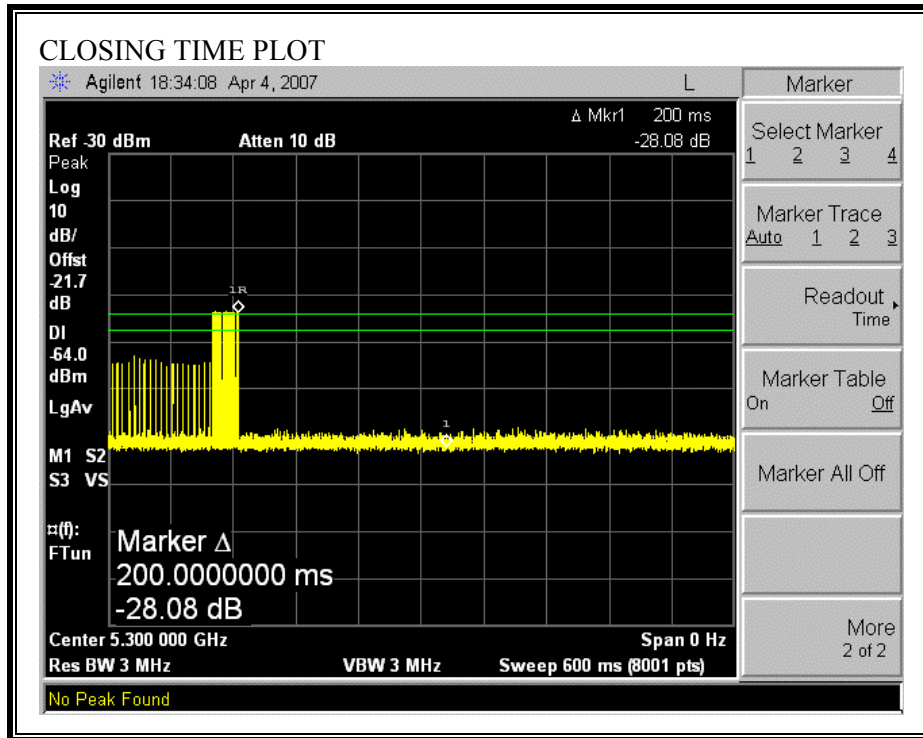 CLOSING TIME PLOT
Agilent 18:34:08 Apr 4, 2007 L
Δ Mkr1 200 ms
Ref -30 dBm Atten 10 dB -28.08 dB
Peak
Log
10
dB/
Offst
-21.7
dB
DI
-64.0
dBm
LgAv
M1 S2
S3 VS
¤(f):
FTun
1R
1
Marker Δ
200.0000000 ms
-28.08 dB
Center 5.300 000 GHz Span 0 Hz
Res BW 3 MHz VBW 3 MHz Sweep 600 ms (8001 pts)
No Peak Found
Marker
Select Marker
1 2 3 4
Marker Trace
Auto 1 2 3
Readout
Time
Marker Table
On Off
Marker All Off
More
2 of 2